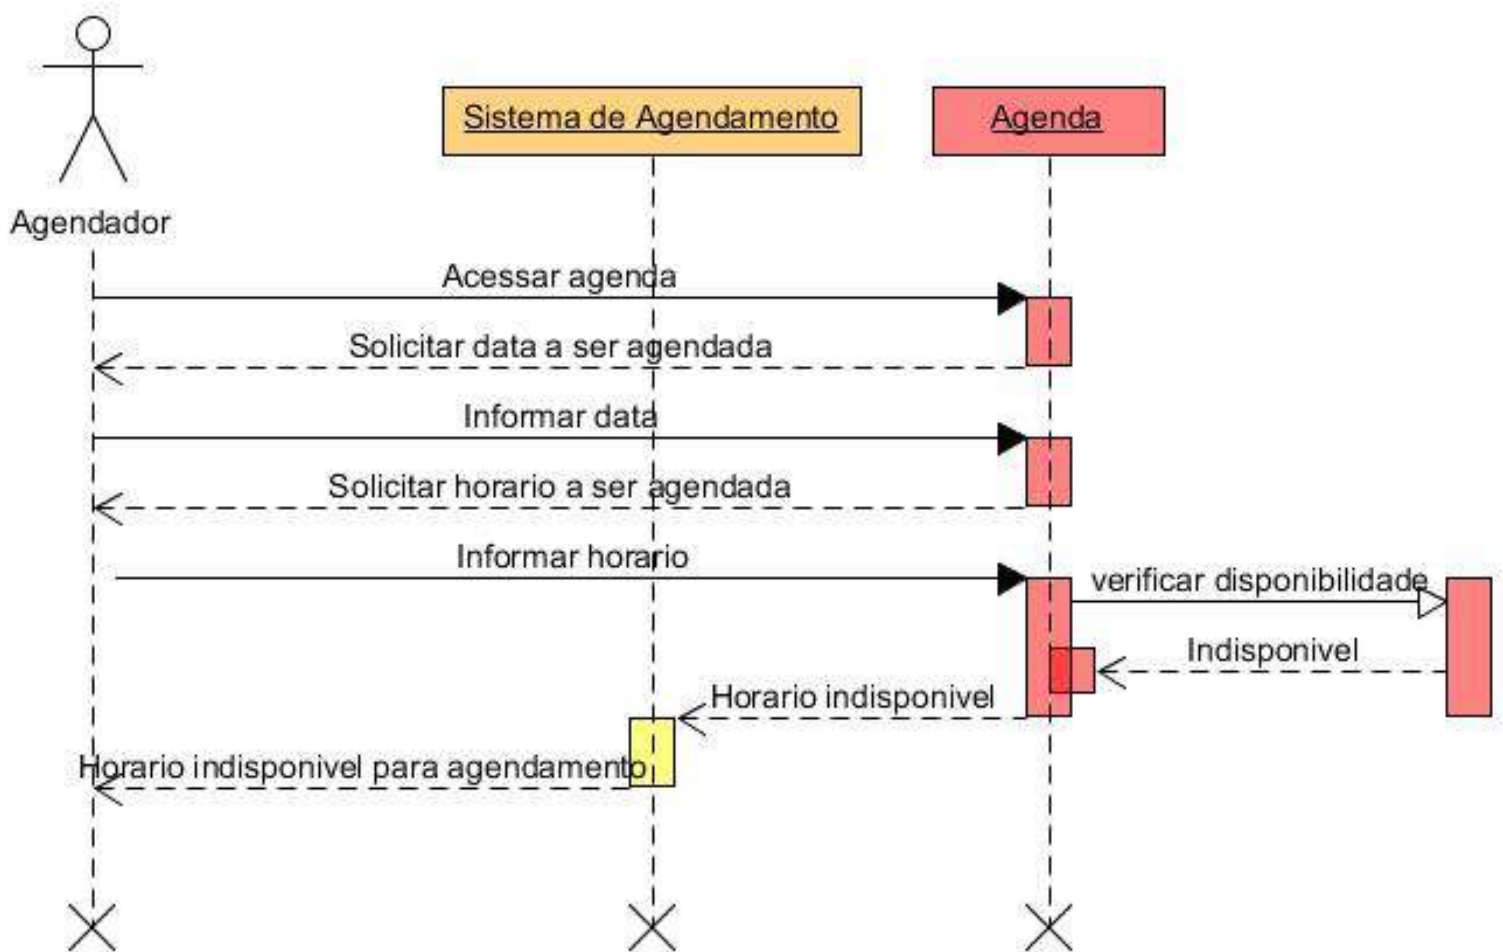 Sistema de Agendamento
Agenda
Agendador
Acessar agenda
Solicitar data a ser agendada
Informar data
Solicitar horario a ser agendada
Informar horario
verificar disponibilidade
Indisponivel
Horario indisponivel
Horario indisponivel para agendamento